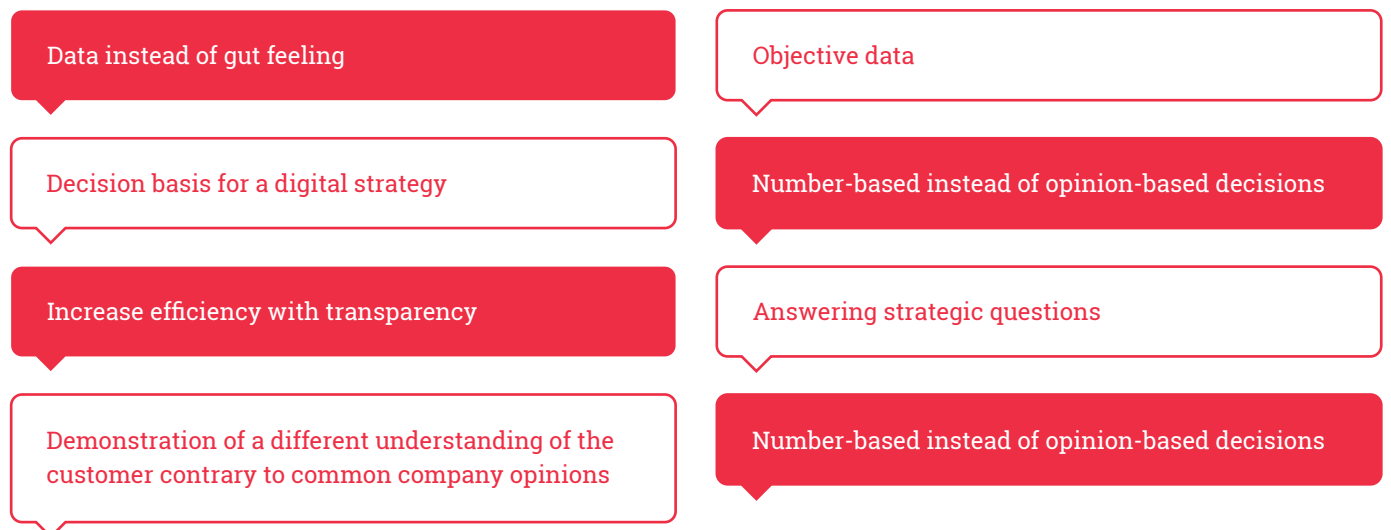 Data instead of gut feeling
Objective data
Decision basis for a digital strategy
Number-based instead of opinion-based decisions
Increase efficiency with transparency
Answering strategic questions
Demonstration of a different understanding of the
customer contrary to common company opinions
Number-based instead of opinion-based decisions